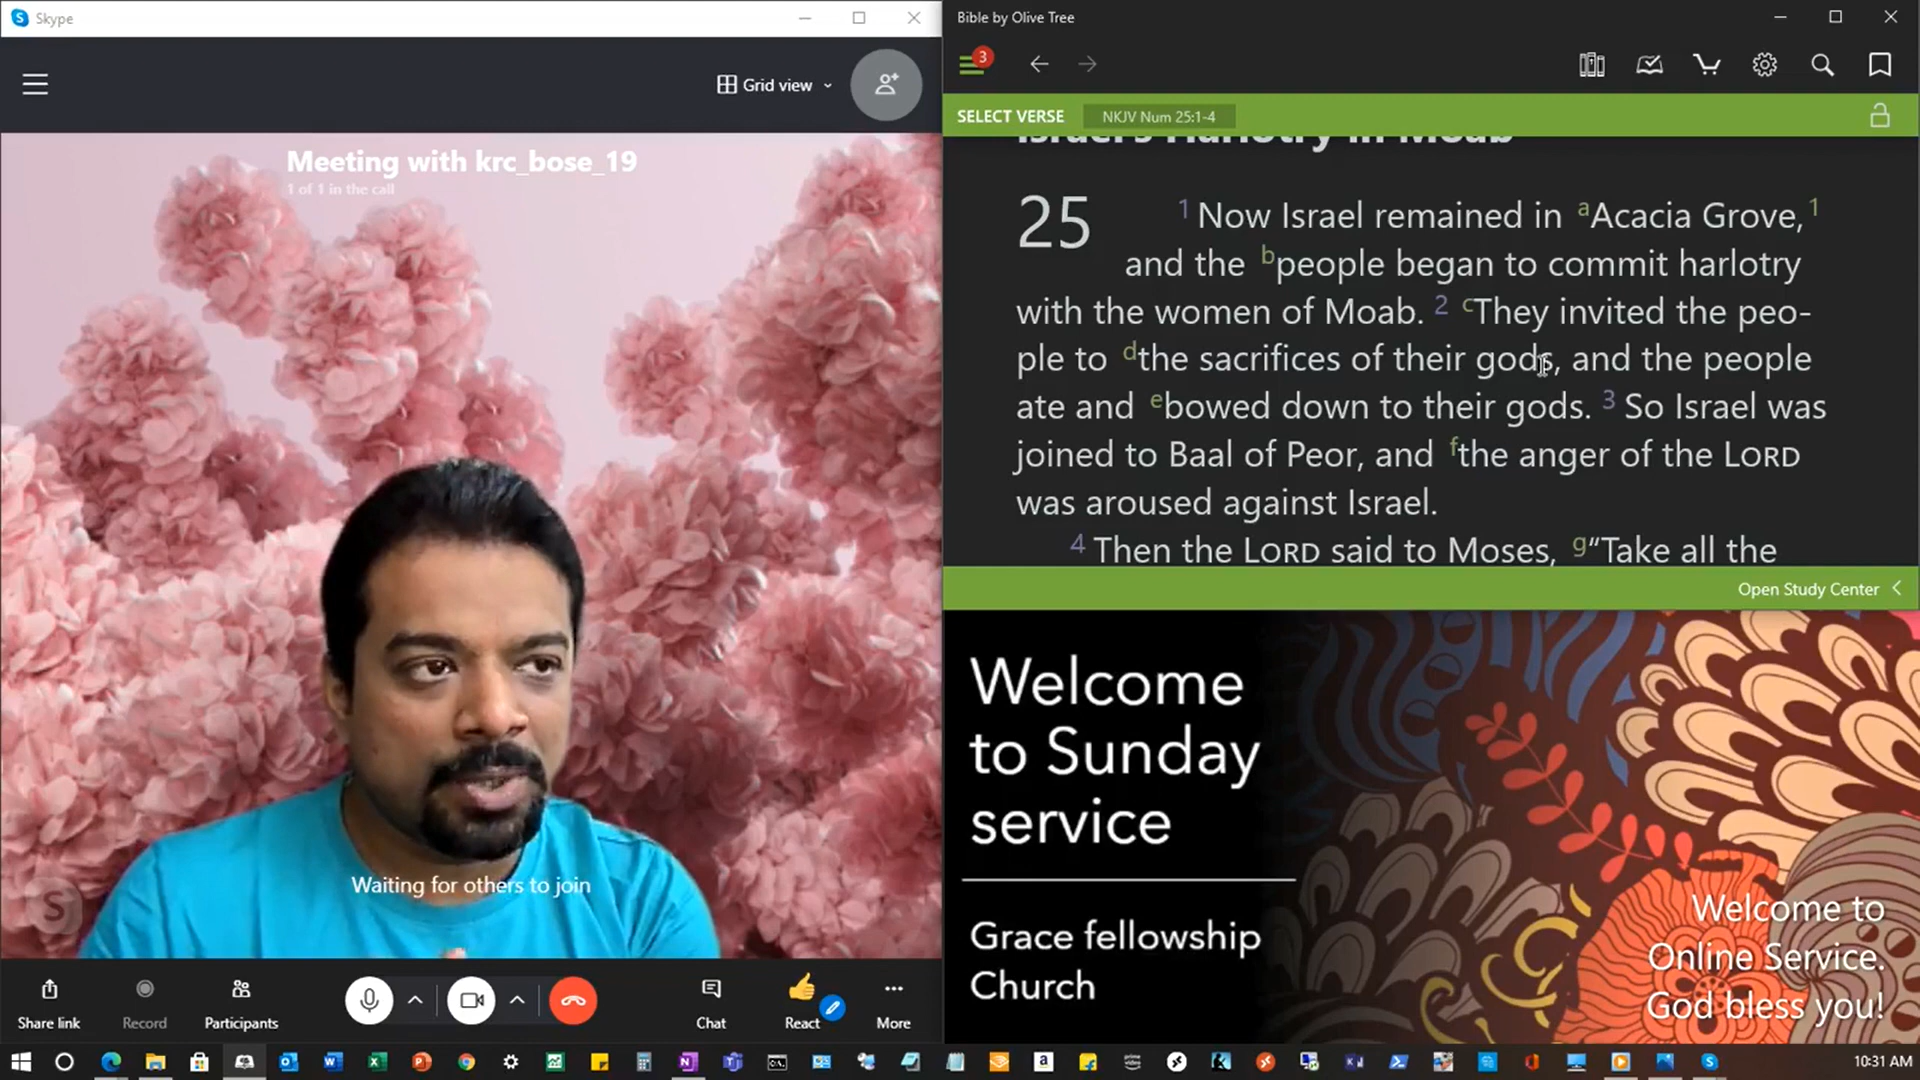 Skype
Grid view
Meeting with krc_bose_19
1 of 1 in the call
Waiting for others to join
Share link
Record
Participants
Chat
React
More
Bible by Olive Tree
3
SELECT VERSE
NKJV Num 25:1-4
Israel's Harlotry in Moab
25 1 Now Israel remained in aAcacia Grove,1
and the bpeople began to commit harlotry
with the women of Moab. 2 cThey invited the peo-
ple to dthe sacrifices of their gods, and the people
ate and ebowed down to their gods. 3 So Israel was
joined to Baal of Peor, and fthe anger of the LORD
was aroused against Israel.
4 Then the LORD said to Moses, g“Take all the
Open Study Center
Welcome
to Sunday
service
Grace fellowship
Church
Welcome to
Online Service.
God bless you!
10:31 AM